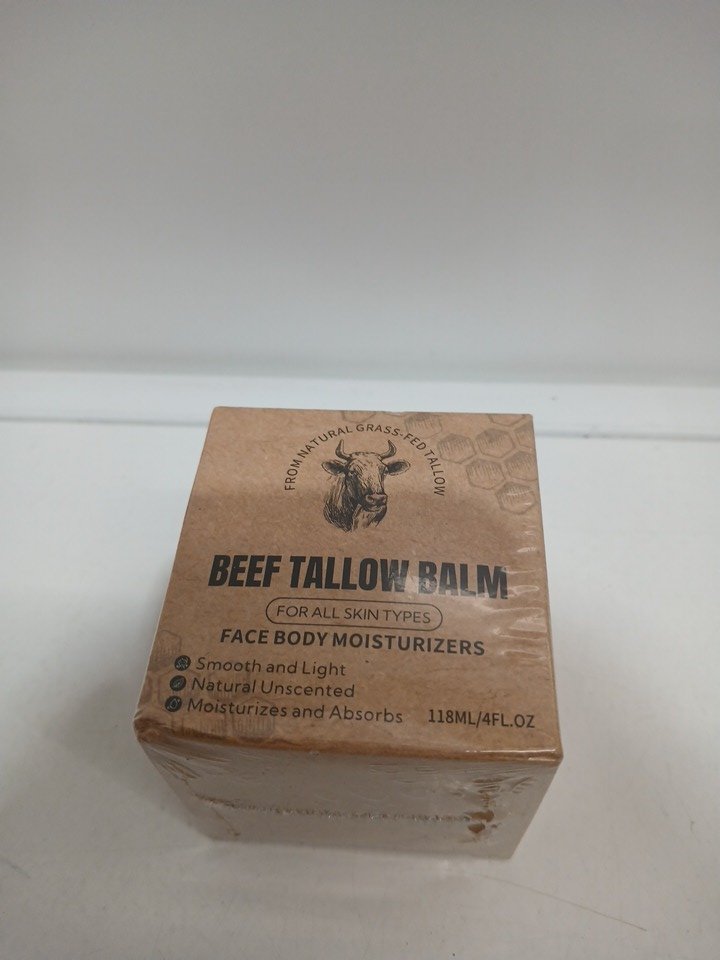 FROM NATURAL GRASS-FED TALLOW
BEEF TALLOW BALM
FOR ALL SKIN TYPES
FACE BODY MOISTURIZERS
Smooth and Light
Natural Unscented
Moisturizes and Absorbs
118ML/4FL.OZ